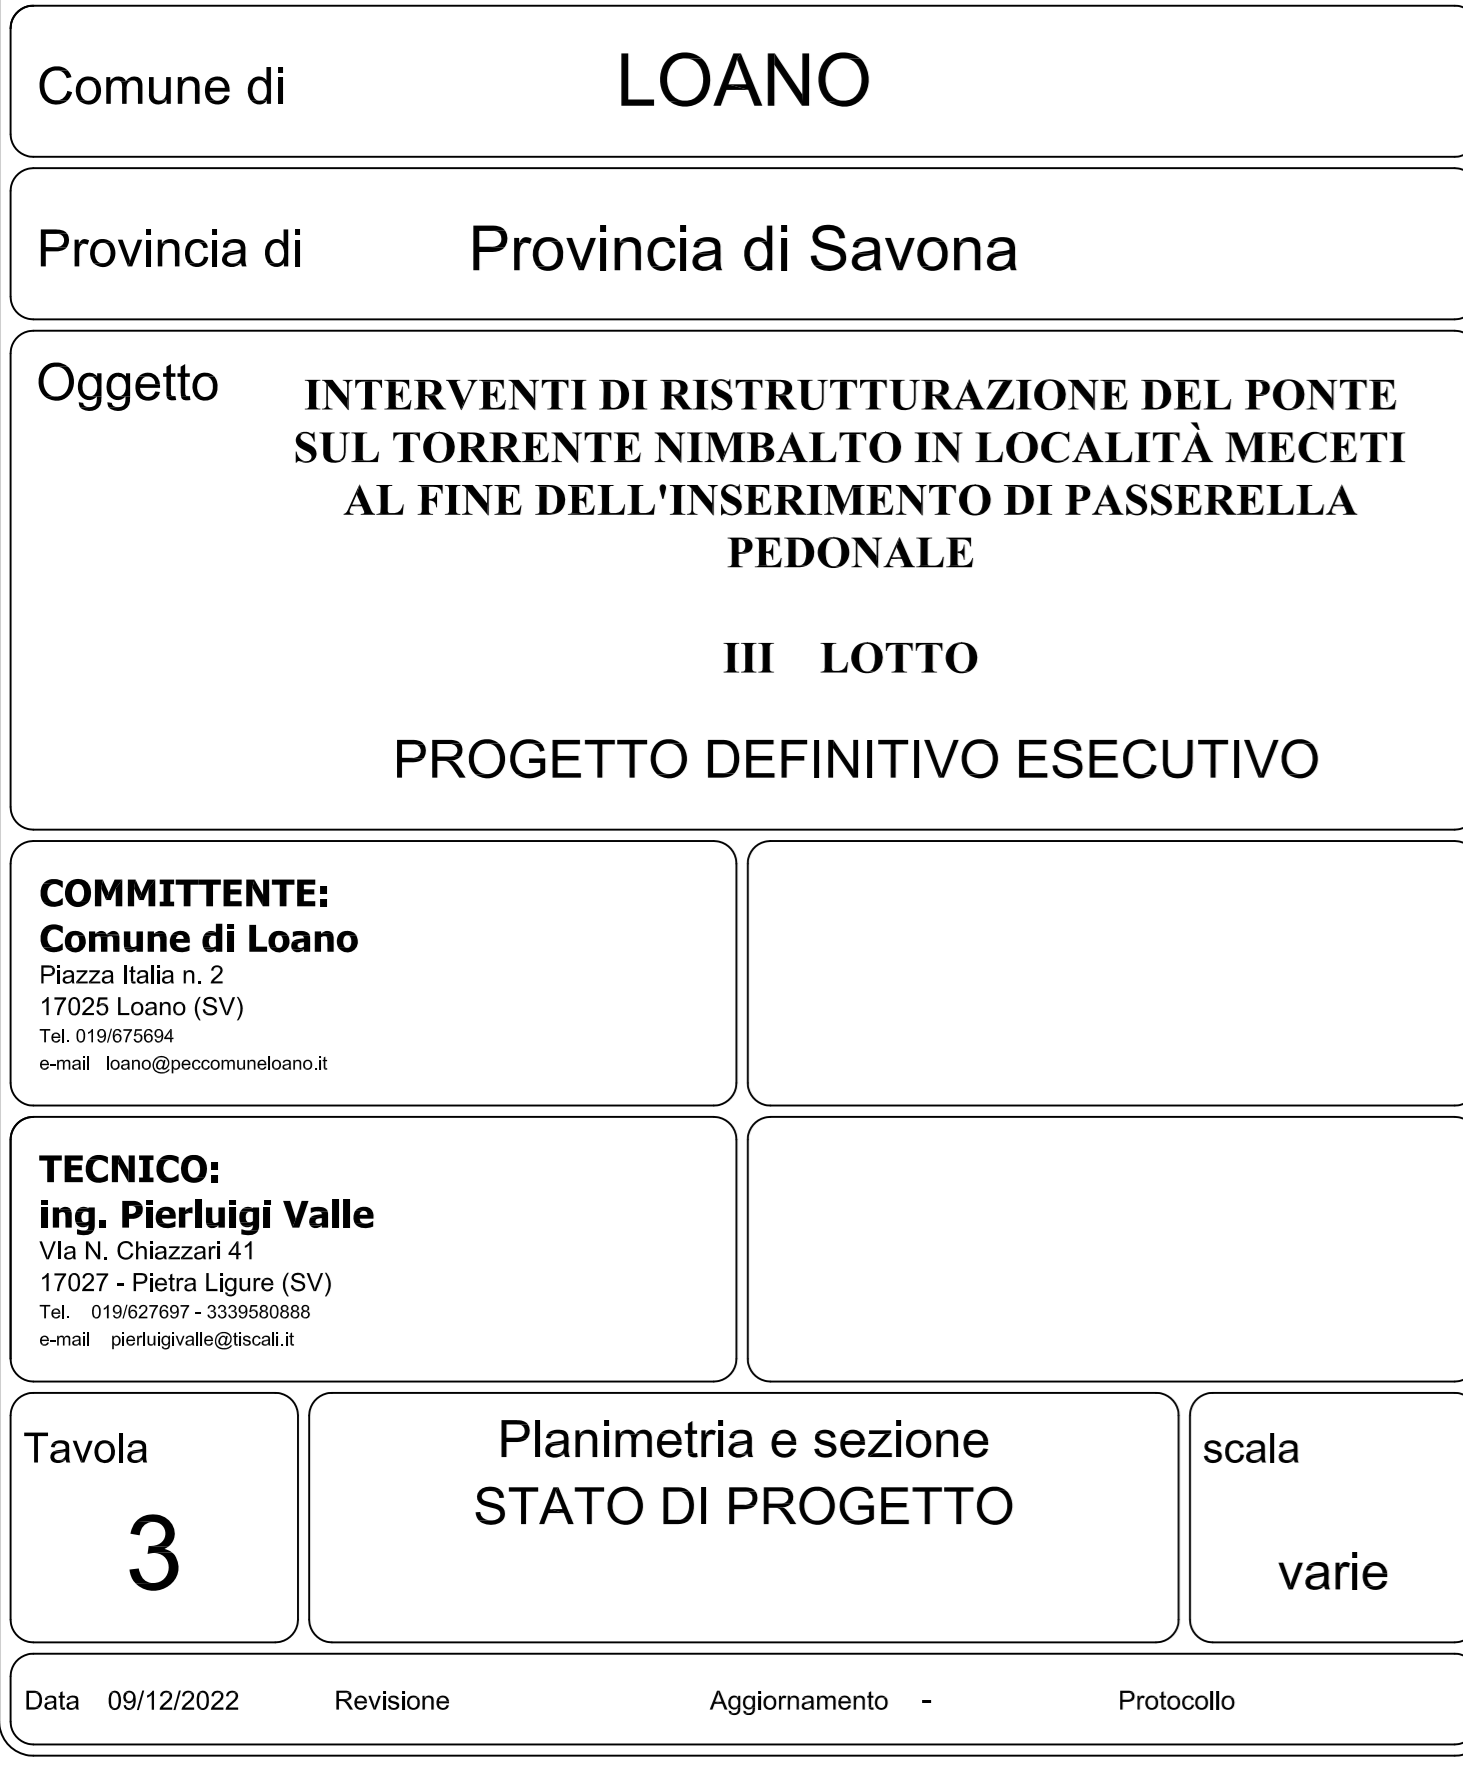 Comune di LOANO
Provincia di Provincia di Savona
Oggetto
INTERVENTI DI RISTRUTTURAZIONE DEL PONTE
SUL TORRENTE NIMBALTO IN LOCALITÀ MECETI
AL FINE DELL'INSERIMENTO DI PASSERELLA
PEDONALE
III LOTTO
PROGETTO DEFINITIVO ESECUTIVO
COMMITTENTE:
Comune di Loano
Piazza Italia n. 2
17025 Loano (SV)
Tel. 019/675694
e-mail loano@peccomuneloano.it
TECNICO:
ing. Pierluigi Valle
VIa N. Chiazzari 41
17027 - Pietra Ligure (SV)
Tel. 019/627697 - 3339580888
e-mail pierluigivalle@tiscali.it
Tavola
3
Planimetria e sezione
STATO DI PROGETTO
scala
varie
Data 09/12/2022 Revisione Aggiornamento - Protocollo